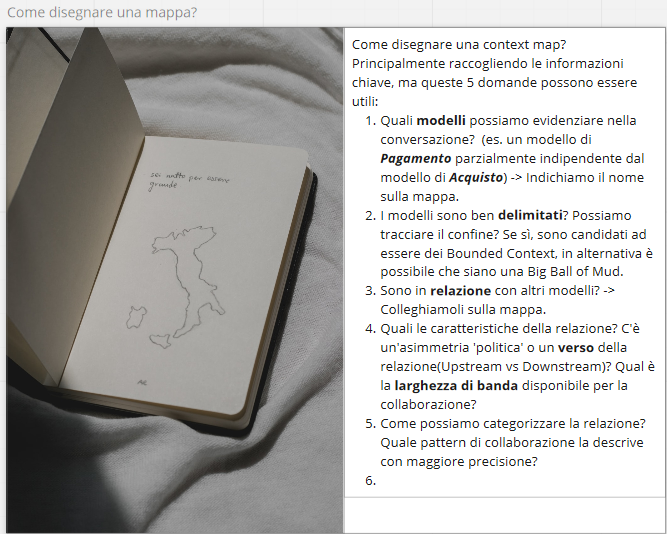 Come disegnare una mappa?
sei nato per essere
grande
Come disegnare una context map?
Principalmente raccogliendo le informazioni
chiave, ma queste 5 domande possono essere
utili:
1. Quali modelli possiamo evidenziare nella
conversazione?  (es. un modello di
Pagamento parzialmente indipendente dal
modello di Acquisto) -> Indichiamo il nome
sulla mappa.
2. I modelli sono ben delimitati? Possiamo
tracciare il confine? Se sì, sono candidati ad
essere dei Bounded Context, in alternativa è
possibile che siano una Big Ball of Mud.
3. Sono in relazione con altri modelli? ->
Colleghiamoli sulla mappa.
4. Quali le caratteristiche della relazione? C'è
un'asimmetria 'politica' o un verso della
relazione(Upstream vs Downstream)? Qual è
la larghezza di banda disponibile per la
collaborazione?
5. Come possiamo categorizzare la relazione?
Quale pattern di collaborazione la descrive
con maggiore precisione?
6.